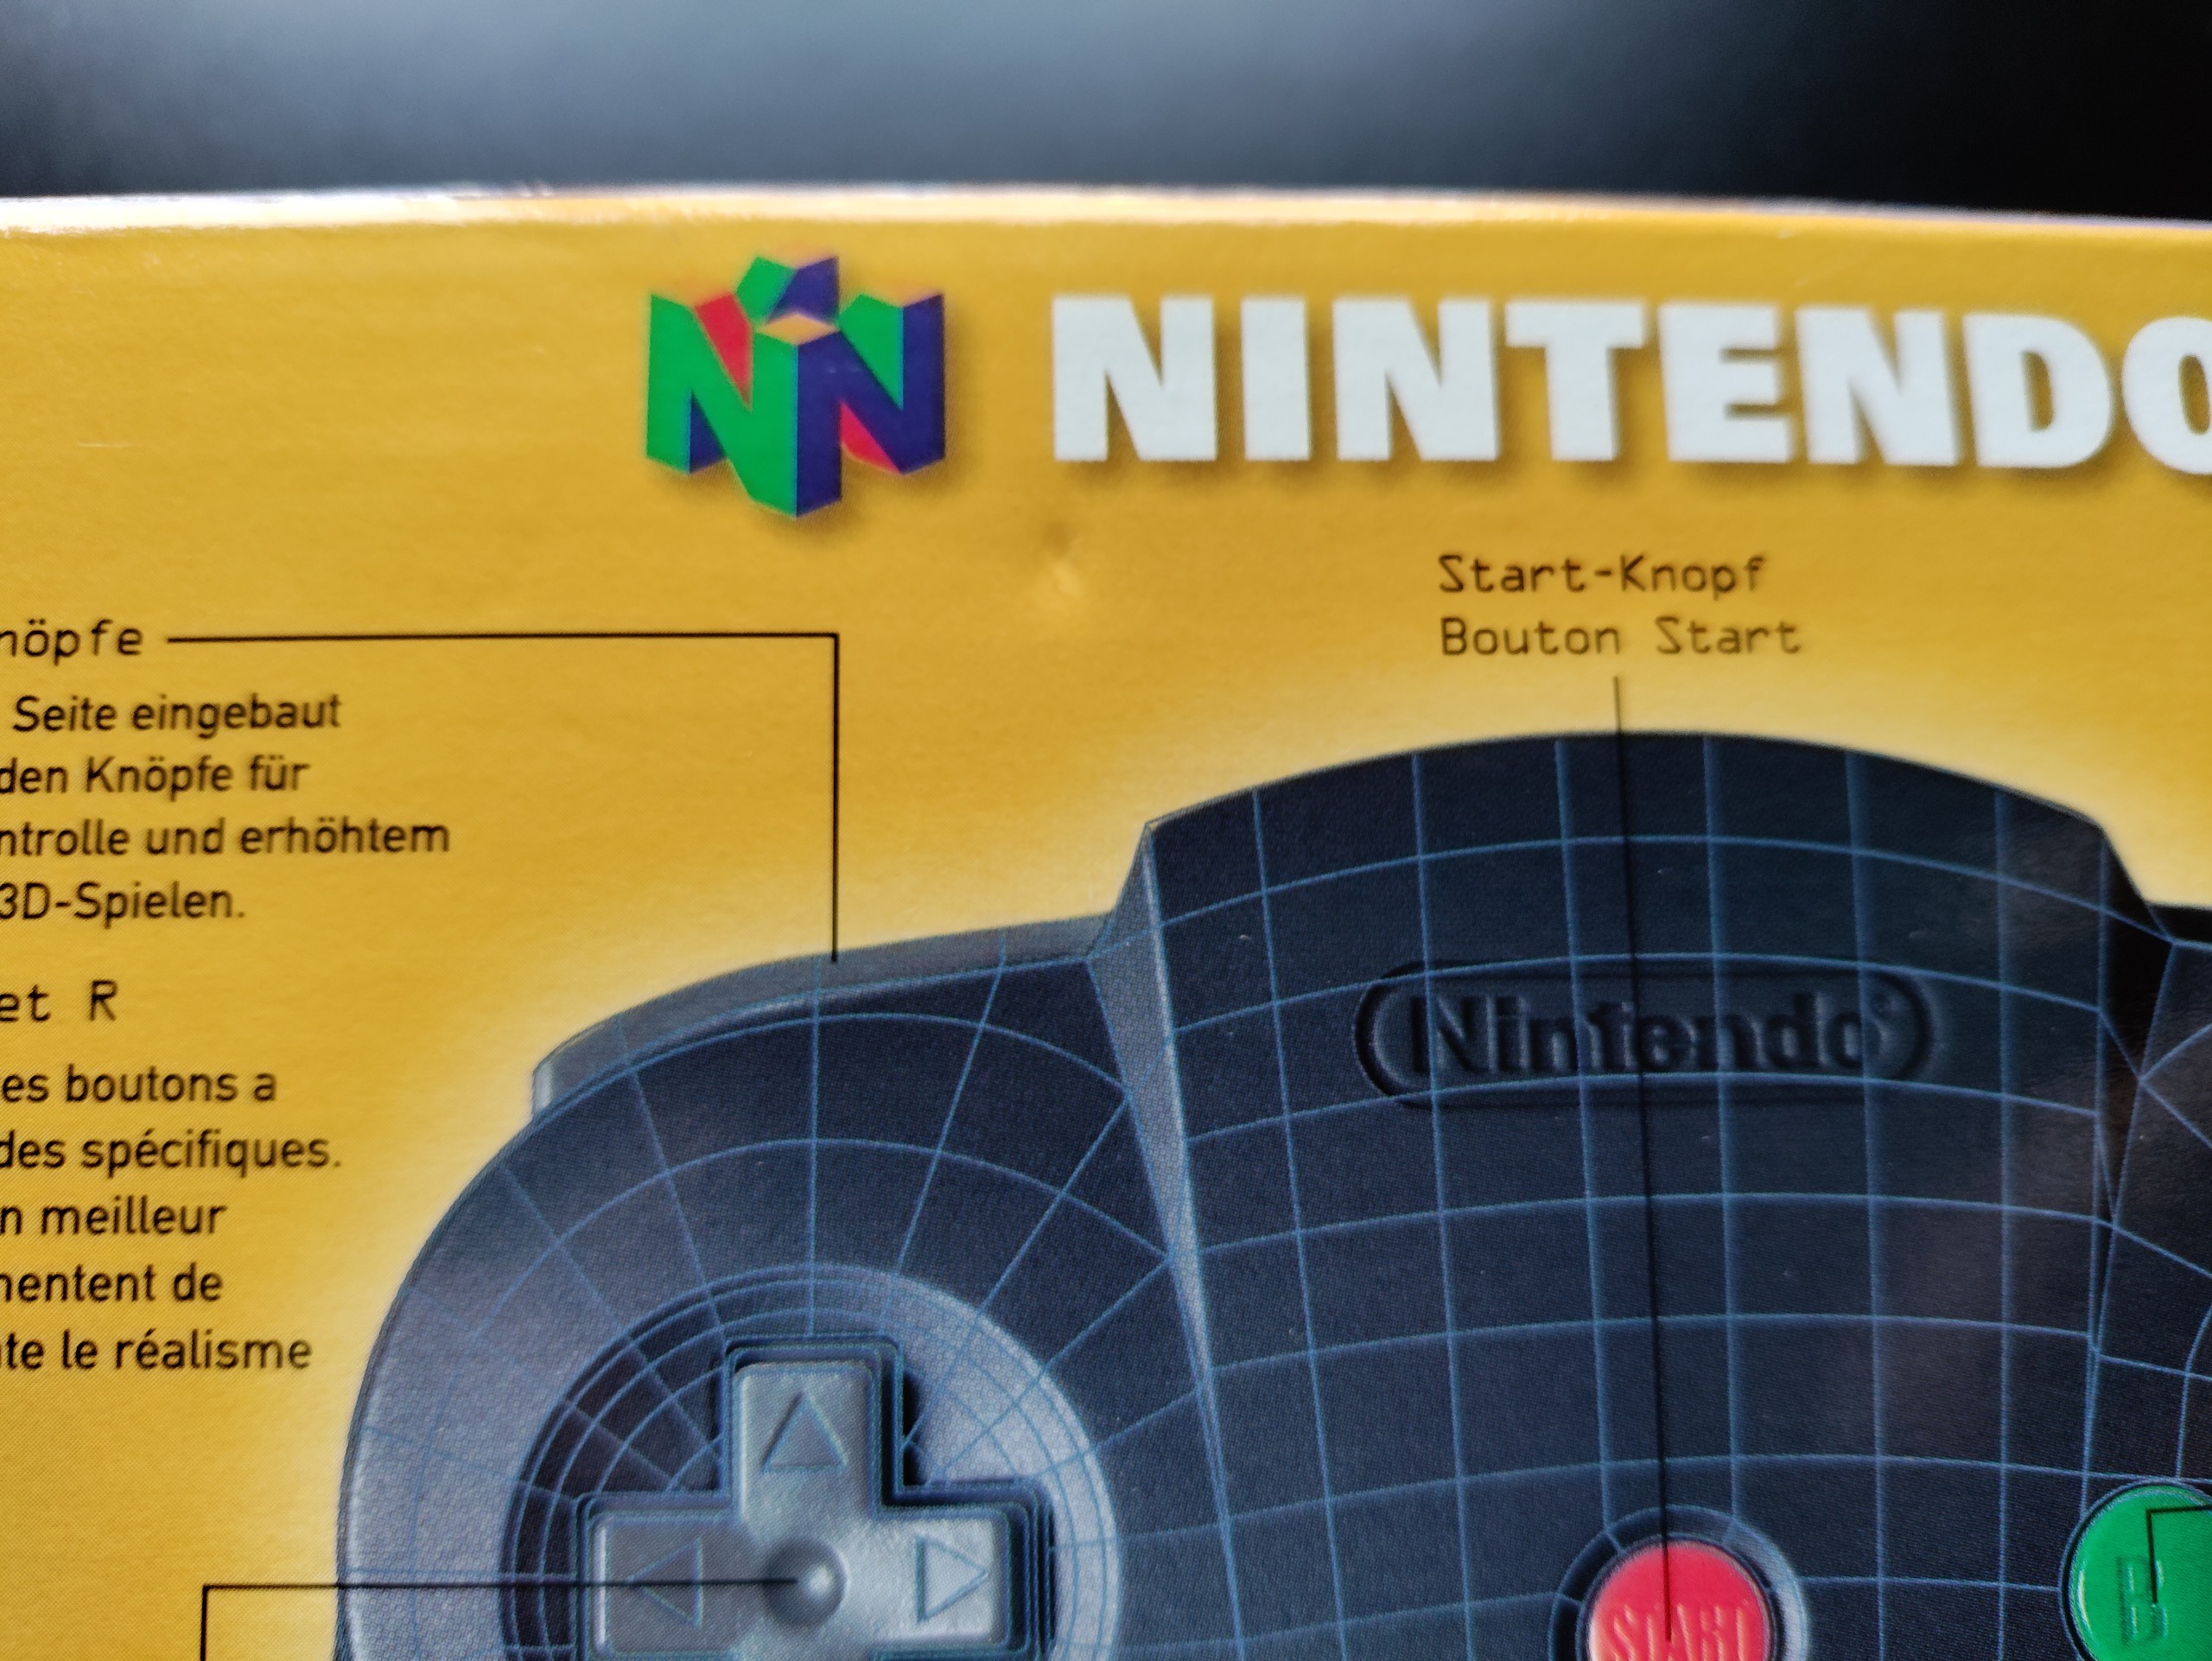 NINTENDO
Start-Knopf
Bouton Start
nöpfe
Seite eingebaut
den Knöpfe für
ntrolle und erhöhtem
3D-Spielen.
et R
es boutons a
des spécifiques.
n meilleur
mentent de
te le réalisme
Nintendo®
START
B